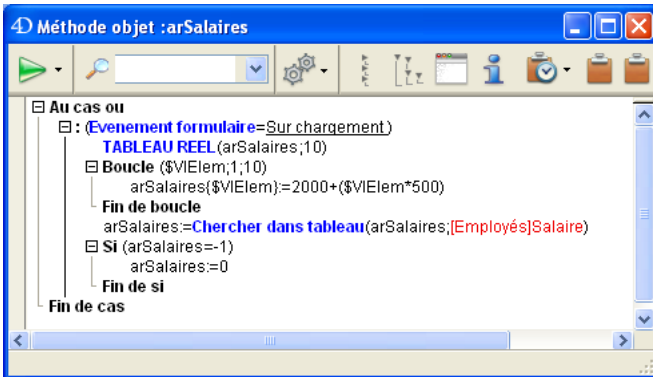 4D Méthode objet :arSalaires
Au cas ou
: (Evenement formulaire=Sur chargement)
TABLEAU REEL(arSalaires;10)
Boucle ($VlElem;1;10)
arSalaires{$VlElem}:=2000+($VlElem*500)
Fin de boucle
arSalaires:=Chercher dans tableau(arSalaires;[Employés]Salaire)
Si (arSalaires=-1)
arSalaires:=0
Fin de si
Fin de cas